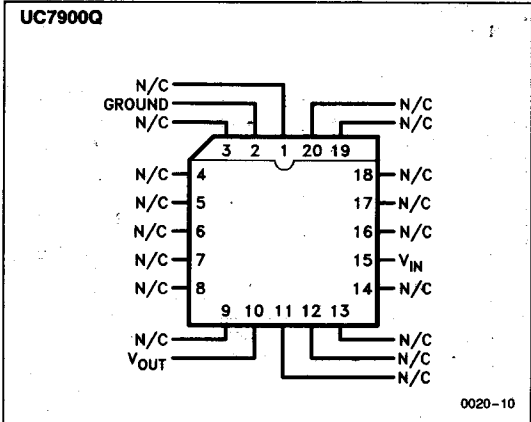 UC7900Q
N/C
GROUND
N/C
N/C
N/C
3 2 1 20 19
N/C 4
N/C 5
N/C 6
N/C 7
N/C 8
18 N/C
17 N/C
16 N/C
15 VIN
14 N/C
9 10 11 12 13
N/C
VOUT
N/C
N/C
N/C
0020-10